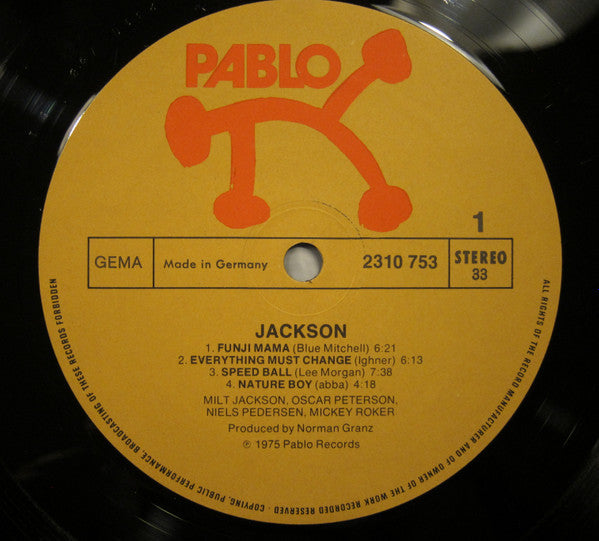 PABLO
1
GEMA
Made in Germany
2310 753
STEREO
33
JACKSON
1. FUNJI MAMA (Blue Mitchell) 6:21
2. EVERYTHING MUST CHANGE (Ighner) 6:13
3. SPEED BALL (Lee Morgan) 7:38
4. NATURE BOY (abba) 4:18
MILT JACKSON, OSCAR PETERSON,
NIELS PEDERSEN, MICKEY ROKER
Produced by Norman Granz
℗ 1975 Pablo Records
ALL RIGHTS OF THE RECORD MANUFACTURER AND OF OWNER OF THE WORK RECORDED RESERVED - COPYING, PUBLIC PERFORMANCE, BROADCASTING OF THESE RECORDS FORBIDDEN